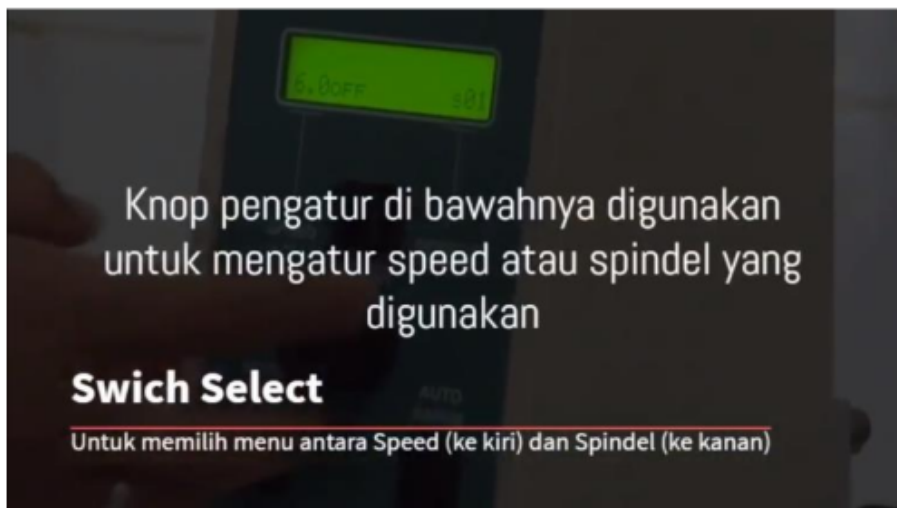 6.0OFF s01
Knop pengatur di bawahnya digunakan
untuk mengatur speed atau spindel yang
digunakan
Swich Select
AUTO
Untuk memilih menu antara Speed (ke kiri) dan Spindel (ke kanan)